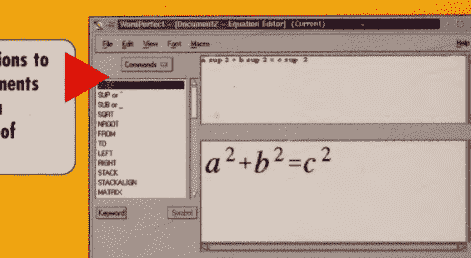 ions to
ments
of
WordPerfect - [Document2 - Equation Editor] (Current)
File Edit View Font Macro Help
Commands
a sup 2 + b sup 2 = c sup 2
SUP or ^
SUB or _
SQRT
NROOT
FROM
TO
LEFT
RIGHT
STACK
STACKALIGN
MATRIX
Keyword Symbol
a²+b²=c²